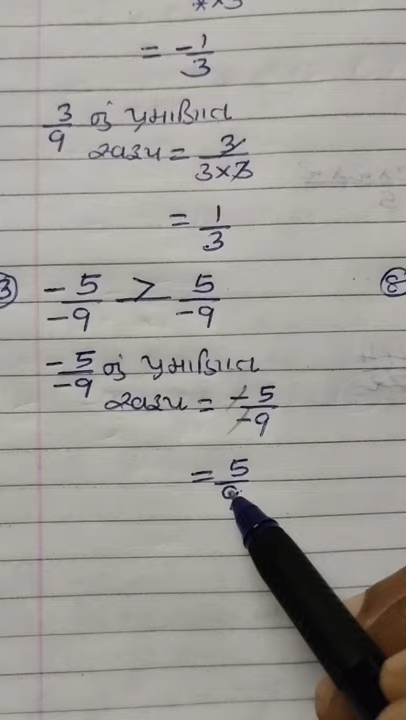 = -1/3
3/9 નું પ્રમાણિત
સ્વરૂપ = 3/3×3
= 1/3
3 -5/-9 > 5/-9
-5/-9 નું પ્રમાણિત
સ્વરૂપ = -5/-9
= 5/9